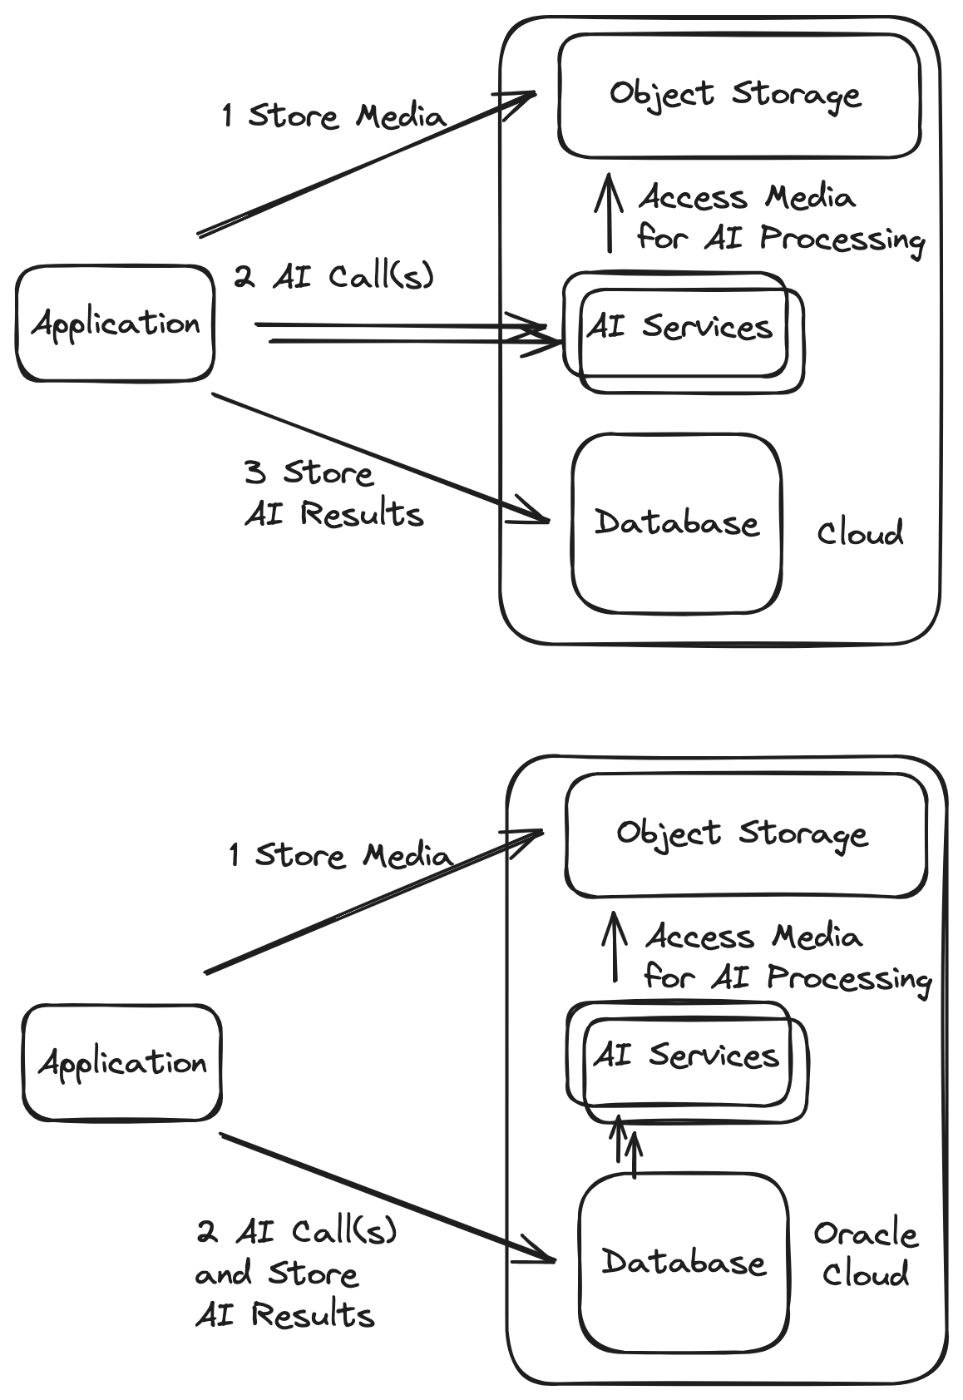 Object Storage
1 Store Media
Access Media
for AI Processing
2 AI Call(s)
Application
AI Services
3 Store
AI Results
Database
Cloud
Object Storage
1 Store Media
Access Media
for AI Processing
Application
AI Services
2 AI Call(s)
and Store
AI Results
Database
Oracle
Cloud